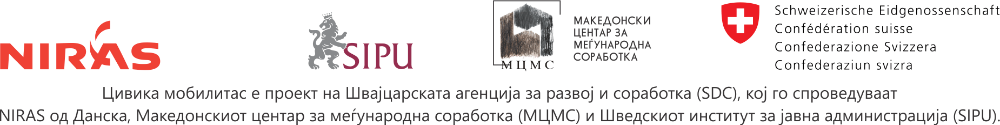 NIRAS
SIPU
МЦМС
МАКЕДОНСКИ
ЦЕНТАР ЗА
МЕЃУНАРОДНА
СОРАБОТКА
Schweizerische Eidgenossenschaft
Confédération suisse
Confederazione Svizzera
Confederaziun svizra
Цивика мобилитас е проект на Швајцарската агенција за развој и соработка (SDC), кој го спроведуваат
NIRAS од Данска, Македонскиот центар за меѓународна соработка (МЦМС) и Шведскиот институт за јавна администрација (SIPU).